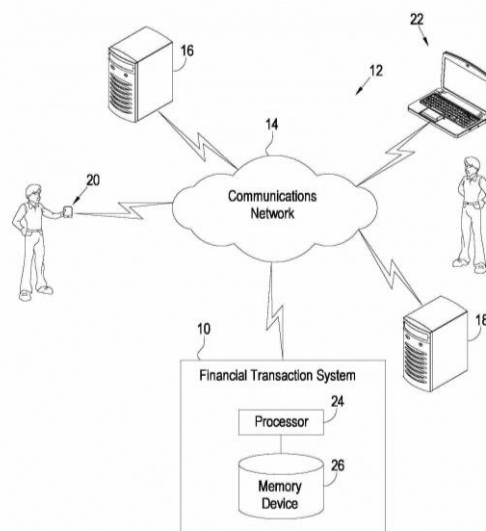 22
16
12
14
Communications
Network
20
18
10
Financial Transaction System
24
Processor
26
Memory
Device